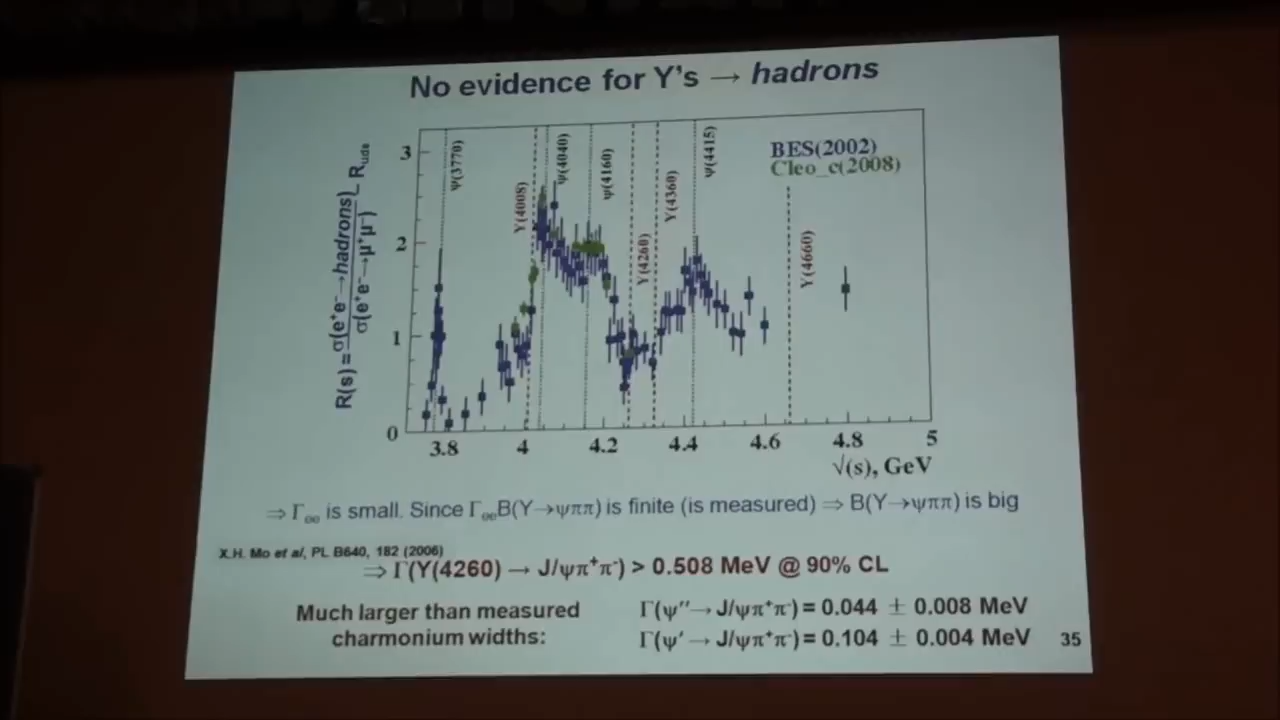 No evidence for Y's → hadrons
R(s) = σ(e⁺e⁻→hadrons) / σ(e⁺e⁻→μ⁺μ⁻) - R_uds
3
2
1
0
ψ(3770)
Y(4008)
ψ(4040)
ψ(4160)
Y(4260)
Y(4360)
ψ(4415)
Y(4660)
BES(2002)
Cleo_c(2008)
3.8 4 4.2 4.4 4.6 4.8 5
√(s), GeV
⇒ Γee is small. Since ΓeeB(Y→ψππ) is finite (is measured) ⇒ B(Y→ψππ) is big
X.H. Mo et al, PL B640, 182 (2006)
⇒ Γ(Y(4260) → J/ψπ⁺π⁻) > 0.508 MeV @ 90% CL
Much larger than measured
charmonium widths:
Γ(ψ'' → J/ψπ⁺π⁻) = 0.044 ± 0.008 MeV
Γ(ψ' → J/ψπ⁺π⁻) = 0.104 ± 0.004 MeV
35